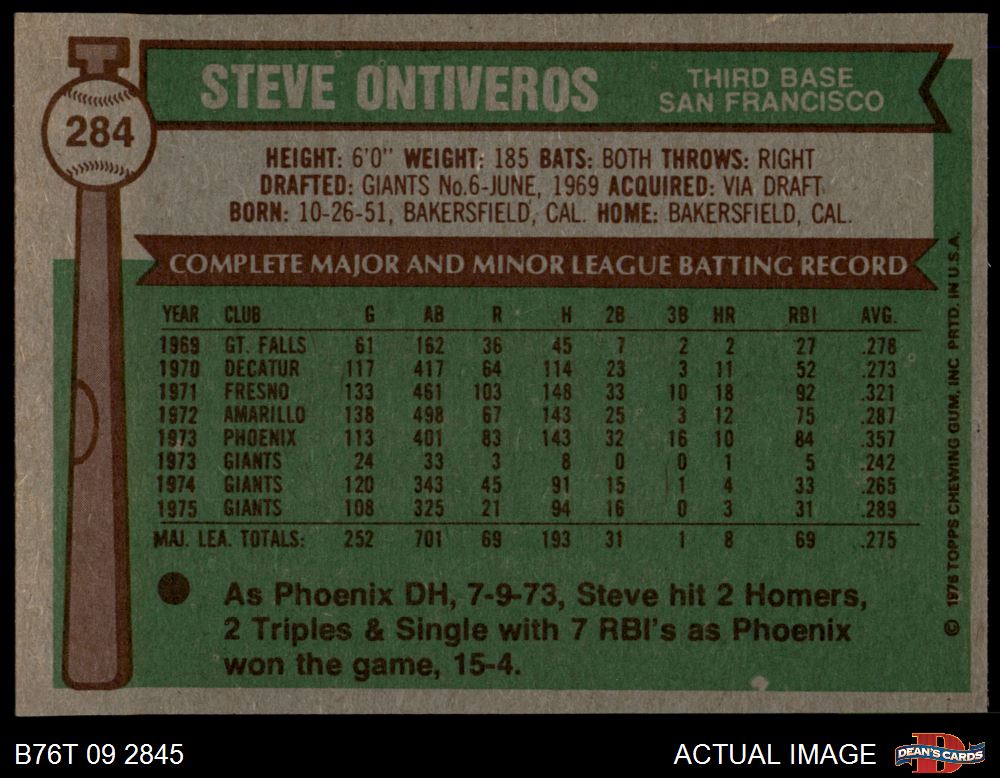 284
STEVE ONTIVEROS
THIRD BASE
SAN FRANCISCO
HEIGHT: 6'0" WEIGHT: 185 BATS: BOTH THROWS: RIGHT
DRAFTED: GIANTS No.6-JUNE, 1969 ACQUIRED: VIA DRAFT
BORN: 10-26-51, BAKERSFIELD, CAL. HOME: BAKERSFIELD, CAL.
COMPLETE MAJOR AND MINOR LEAGUE BATTING RECORD
YEAR CLUB G AB R H 2B 3B HR RBI AVG.
1969 GT. FALLS 61 162 36 45 7 2 2 27 .278
1970 DECATUR 117 417 64 114 23 3 11 52 .273
1971 FRESNO 133 461 103 148 33 10 18 92 .321
1972 AMARILLO 138 498 67 143 25 3 12 75 .287
1973 PHOENIX 113 401 83 143 32 16 10 84 .357
1973 GIANTS 24 33 3 8 0 0 1 5 .242
1974 GIANTS 120 343 45 91 15 1 4 33 .265
1975 GIANTS 108 325 21 94 16 0 3 31 .289
MAJ. LEA. TOTALS: 252 701 69 193 31 1 8 69 .275
As Phoenix DH, 7-9-73, Steve hit 2 Homers,
2 Triples & Single with 7 RBI's as Phoenix
won the game, 15-4.
© 1976 TOPPS CHEWING GUM, INC PRTD. IN U.S.A.
B76T 09 2845
ACTUAL IMAGE
DEAN'S CARDS